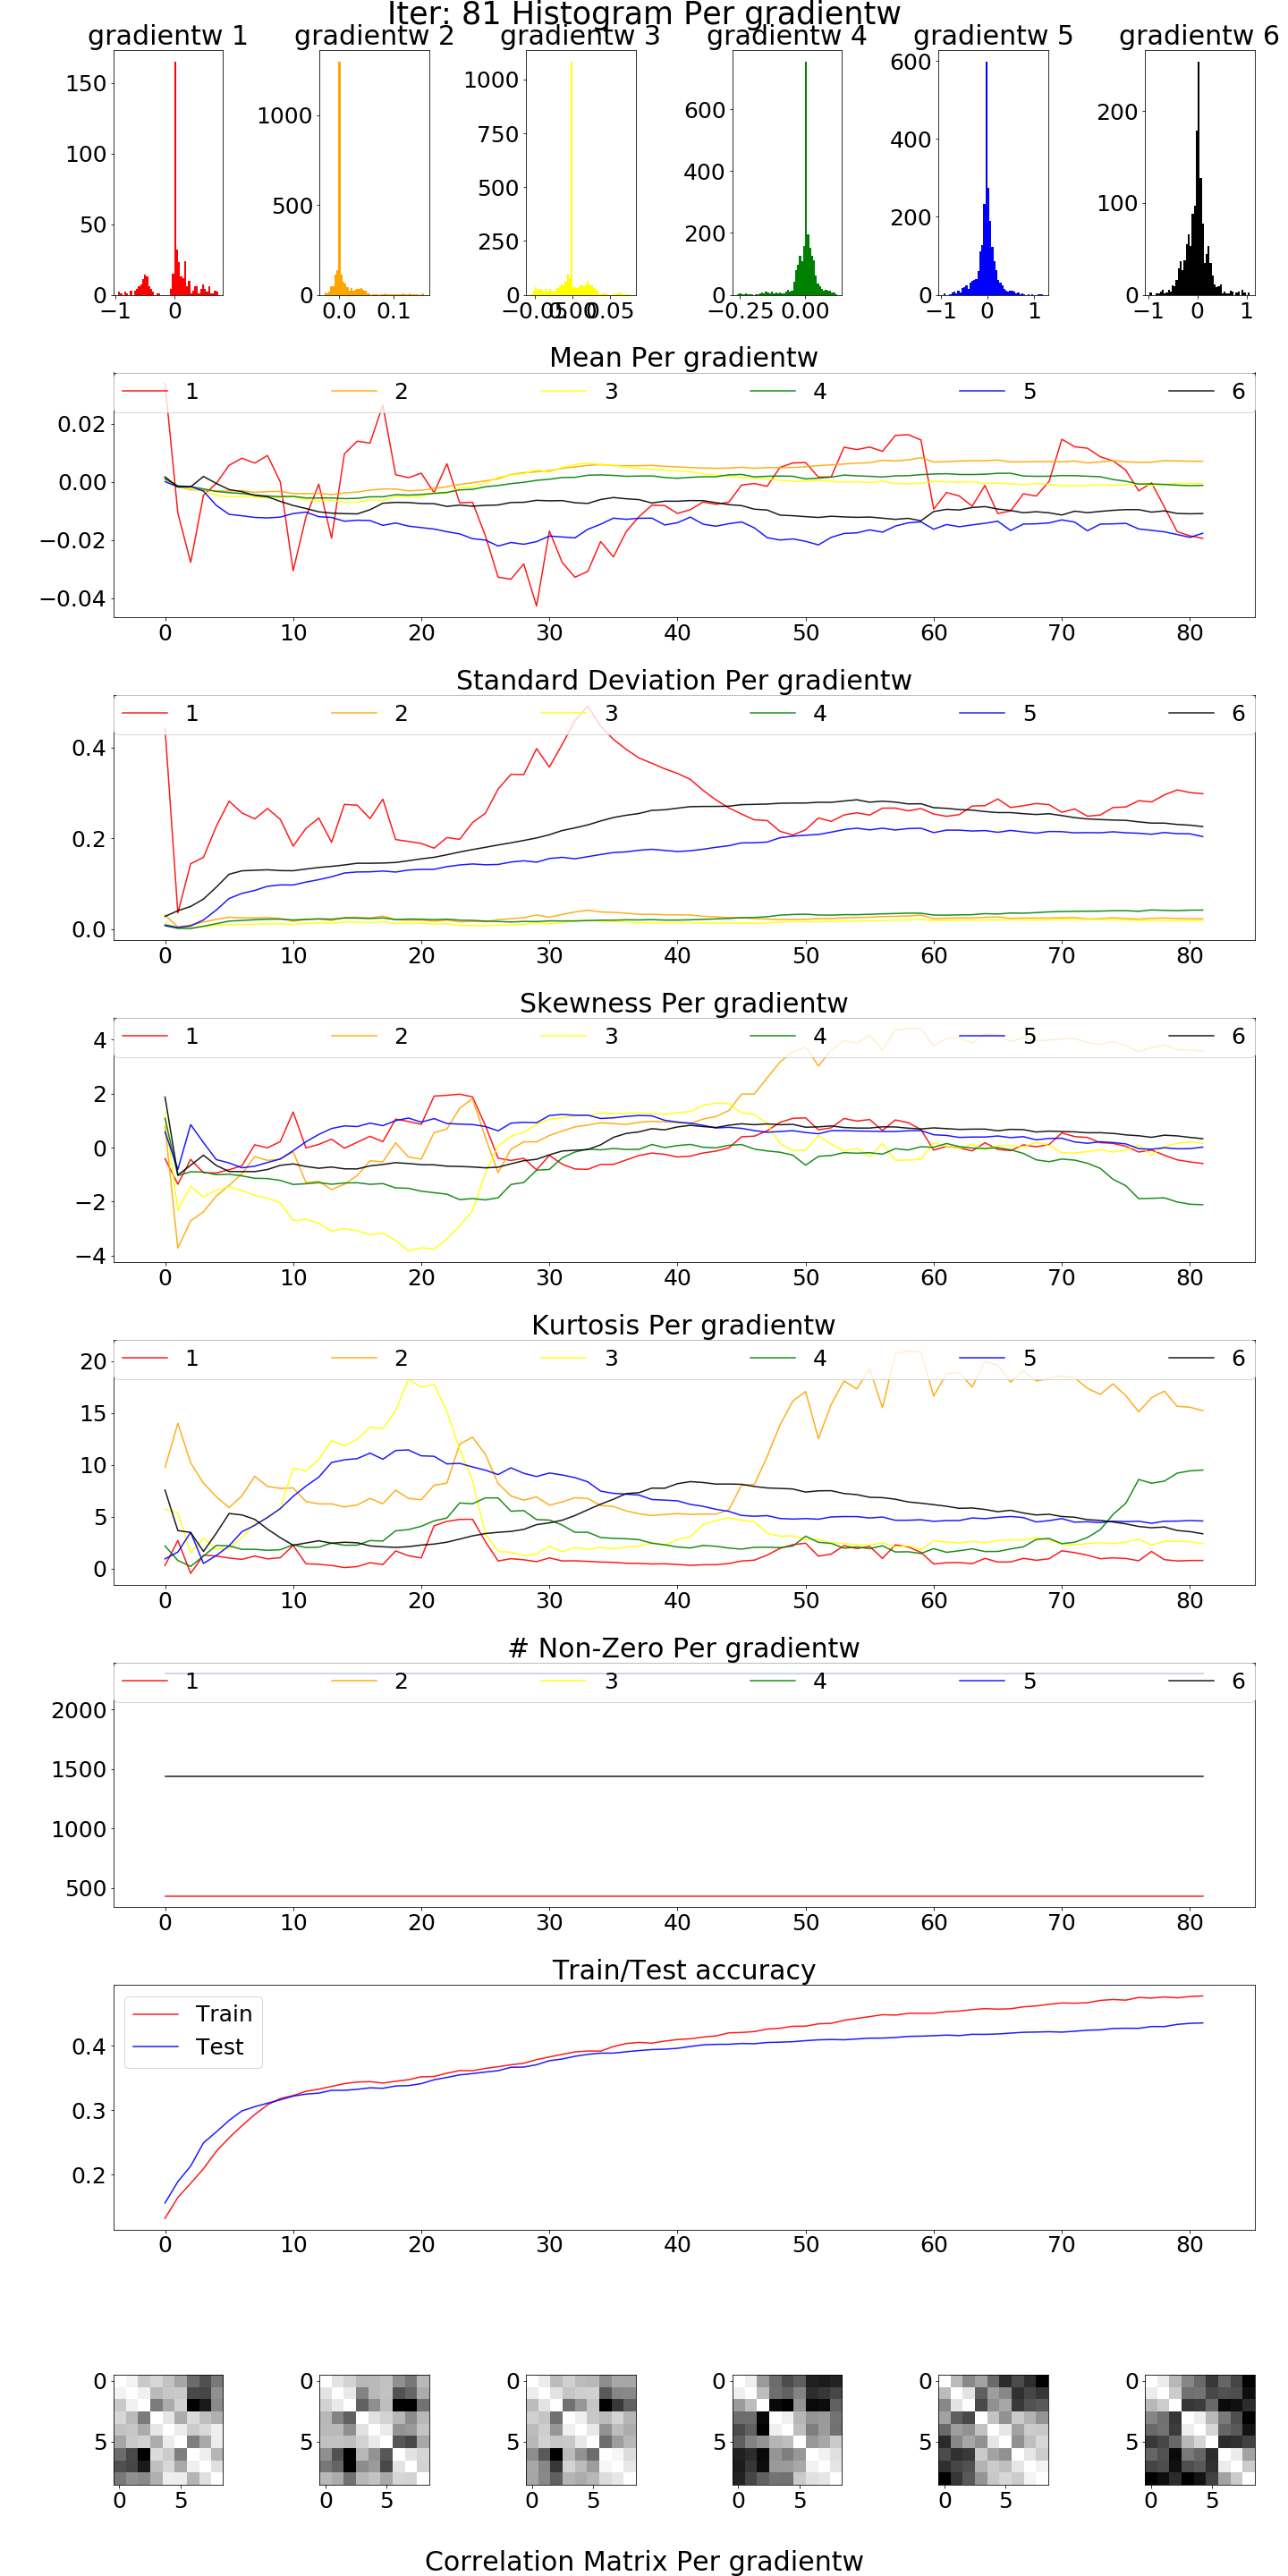 Iter: 81 Histogram Per gradientw
gradientw 1 gradientw 2 gradientw 3 gradientw 4 gradientw 5 gradientw 6
150
100
50
0
−1 0
1000
500
0
0.0 0.1
1000
750
500
250
0
−0.05 0.00 0.05
600
400
200
0
−0.25 0.00
600
400
200
0
−1 0 1
200
100
0
−1 0 1
Mean Per gradientw
1 2 3 4 5 6
0.02
0.00
−0.02
−0.04
0 10 20 30 40 50 60 70 80
Standard Deviation Per gradientw
1 2 3 4 5 6
0.4
0.2
0.0
0 10 20 30 40 50 60 70 80
Skewness Per gradientw
1 2 3 4 5 6
4
2
0
−2
−4
0 10 20 30 40 50 60 70 80
Kurtosis Per gradientw
1 2 3 4 5 6
20
15
10
5
0
0 10 20 30 40 50 60 70 80
# Non-Zero Per gradientw
1 2 3 4 5 6
2000
1500
1000
500
0 10 20 30 40 50 60 70 80
Train/Test accuracy
Train
Test
0.4
0.3
0.2
0 10 20 30 40 50 60 70 80
0 0 0 0 0 0
5 5 5 5 5 5
0 5 0 5 0 5 0 5 0 5 0 5
Correlation Matrix Per gradientw